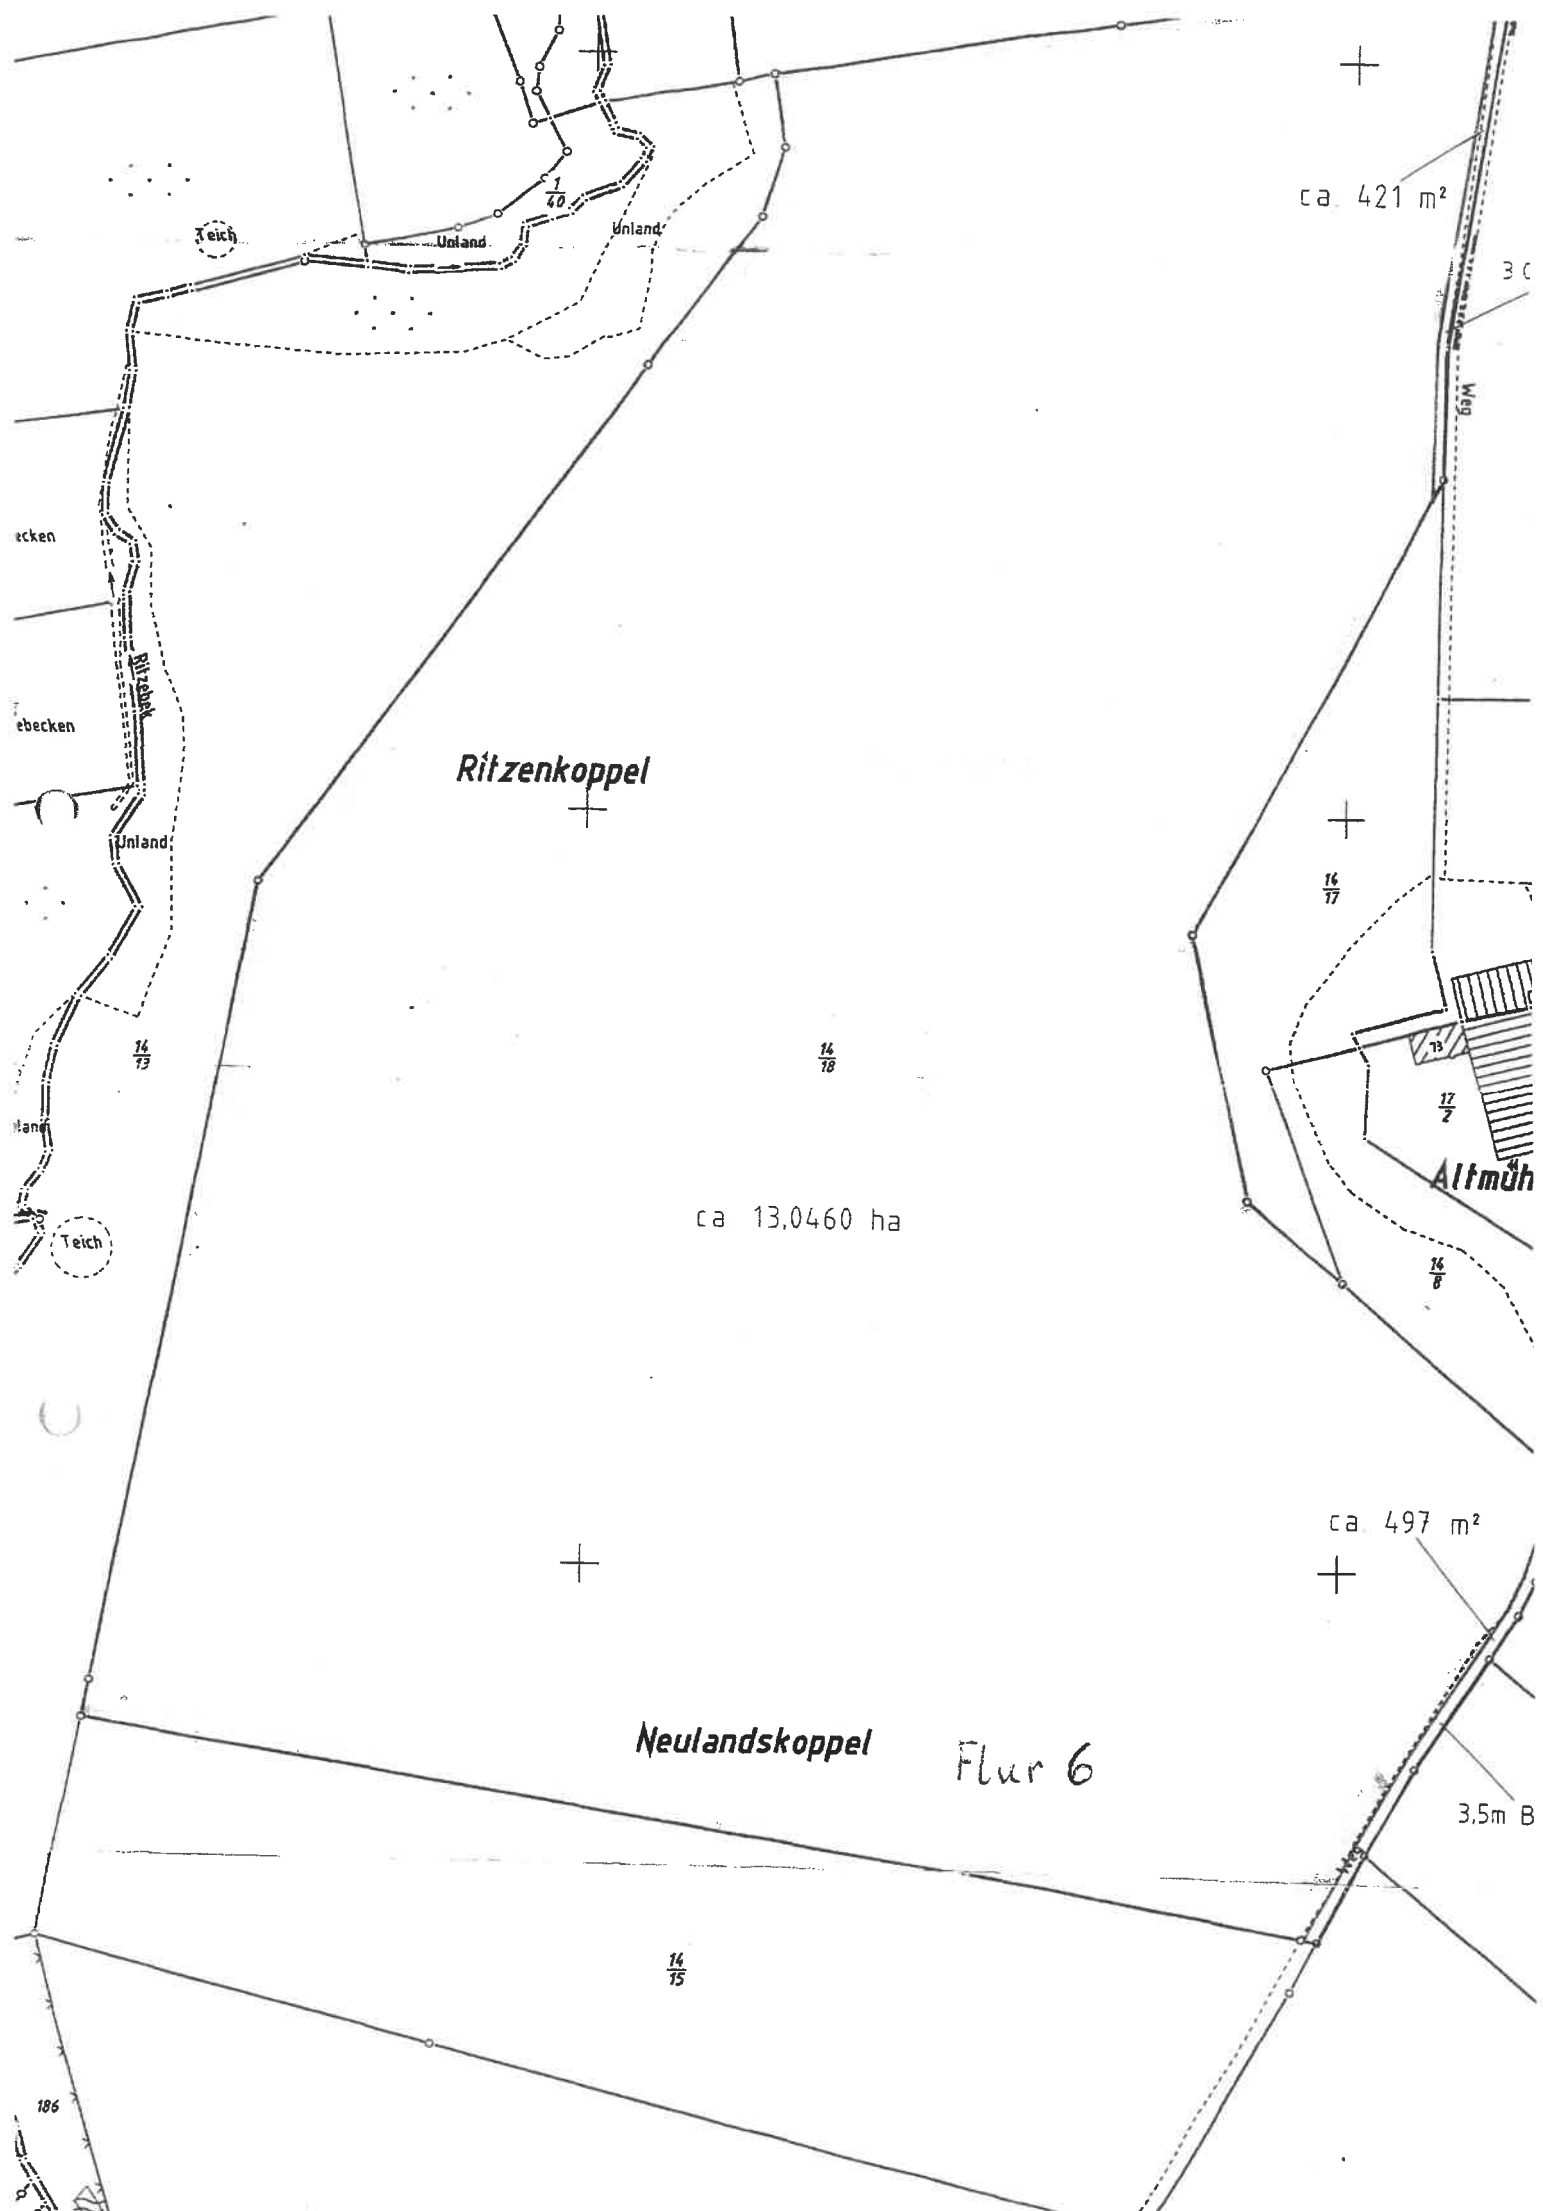 ca. 421 m²
1
40
Unland
Unland
Teich
Weg
ecken
Ritzebek
ebecken
Ritzenkoppel
Unland
14
17
14
13
14
18
13
17
2
Altmüh
land
ca 13,0460 ha
Teich
14
8
ca. 497 m²
Neulandskoppel
Flur 6
3,5m B
Weg
14
15
186